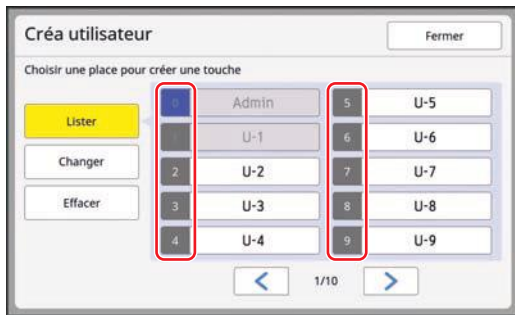 Créa utilisateur
Fermer
Choisir une place pour créer une touche
Lister
Changer
Effacer
0 Admin
1 U-1
2 U-2
3 U-3
4 U-4
5 U-5
6 U-6
7 U-7
8 U-8
9 U-9
1/10